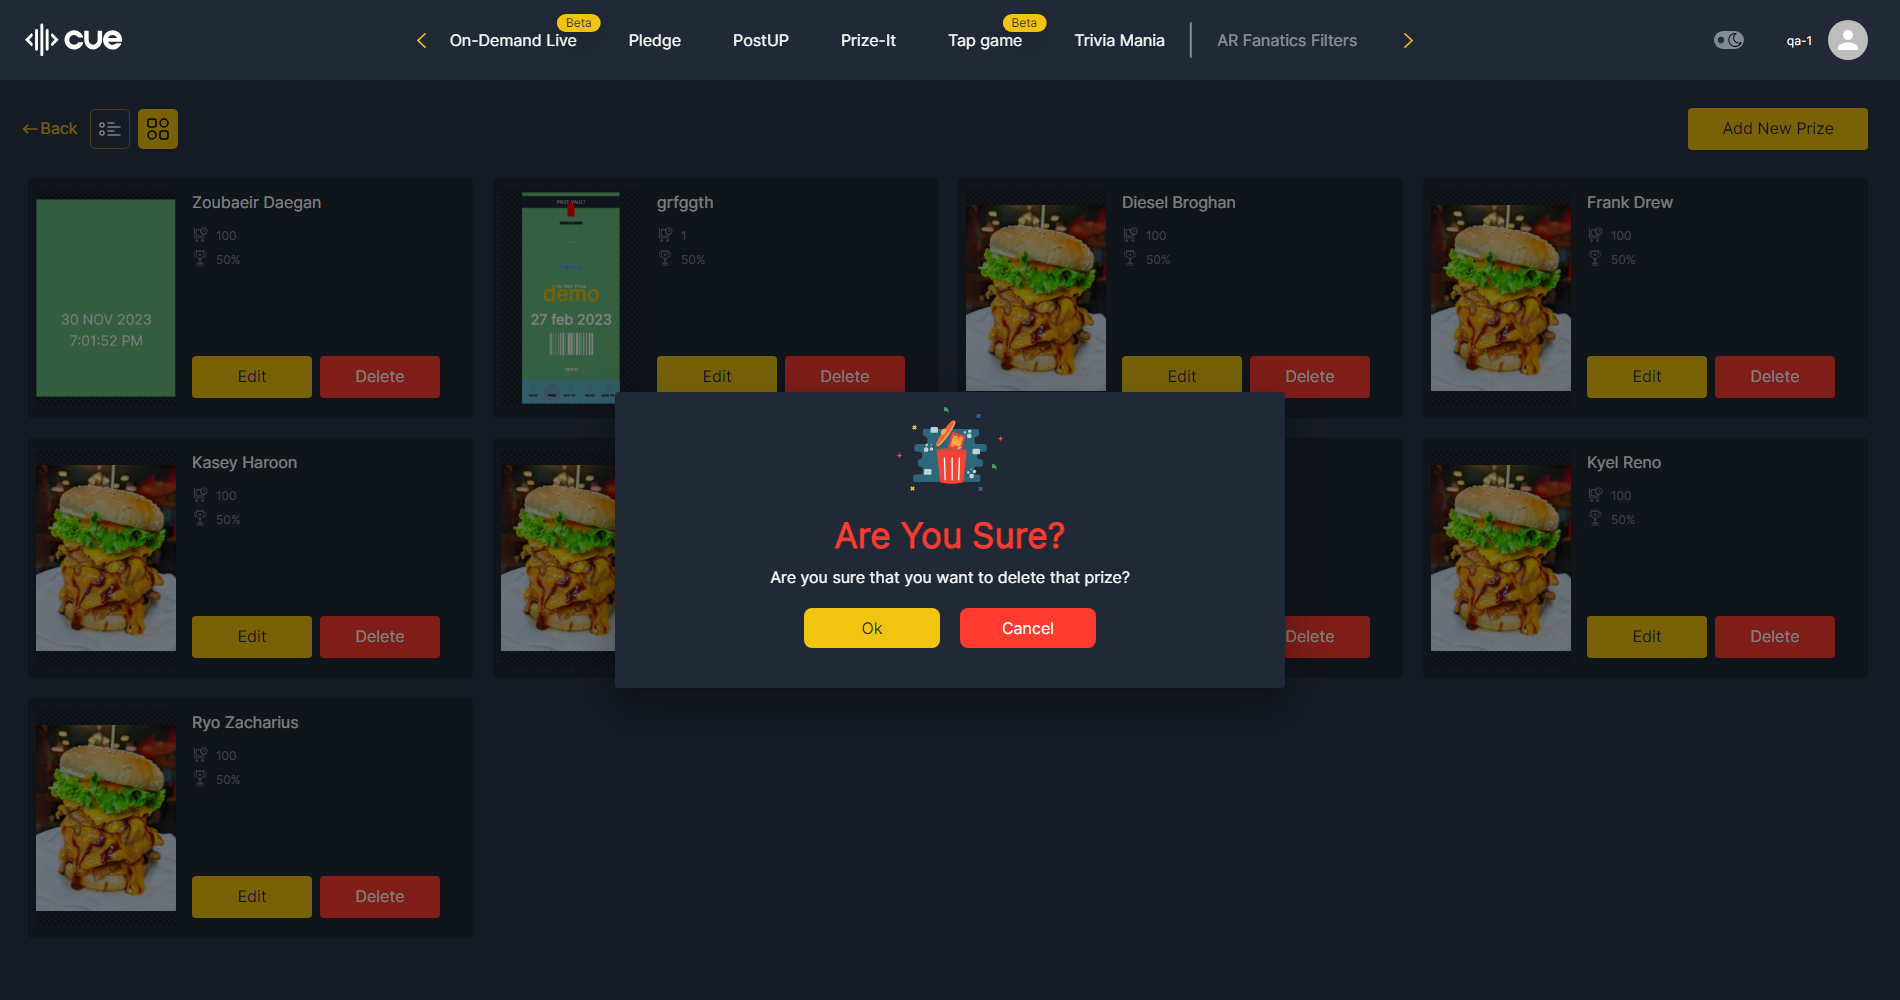 cue
On-Demand Live
Beta
Pledge
PostUP
Prize-It
Tap game
Beta
Trivia Mania
AR Fanatics Filters
qa-1
Back
Add New Prize
Zoubaeir Daegan
100
50%
30 NOV 2023
7:01:52 PM
Edit
Delete
grfggth
1
50%
PRIZE VAULT
demo
27 feb 2023
demo
Edit
Delete
Diesel Broghan
100
50%
Edit
Delete
Frank Drew
100
50%
Edit
Delete
Are You Sure?
Are you sure that you want to delete that prize?
Ok
Cancel
Kasey Haroon
100
50%
Edit
Delete
Delete
Kyel Reno
100
50%
Edit
Delete
Ryo Zacharius
100
50%
Edit
Delete